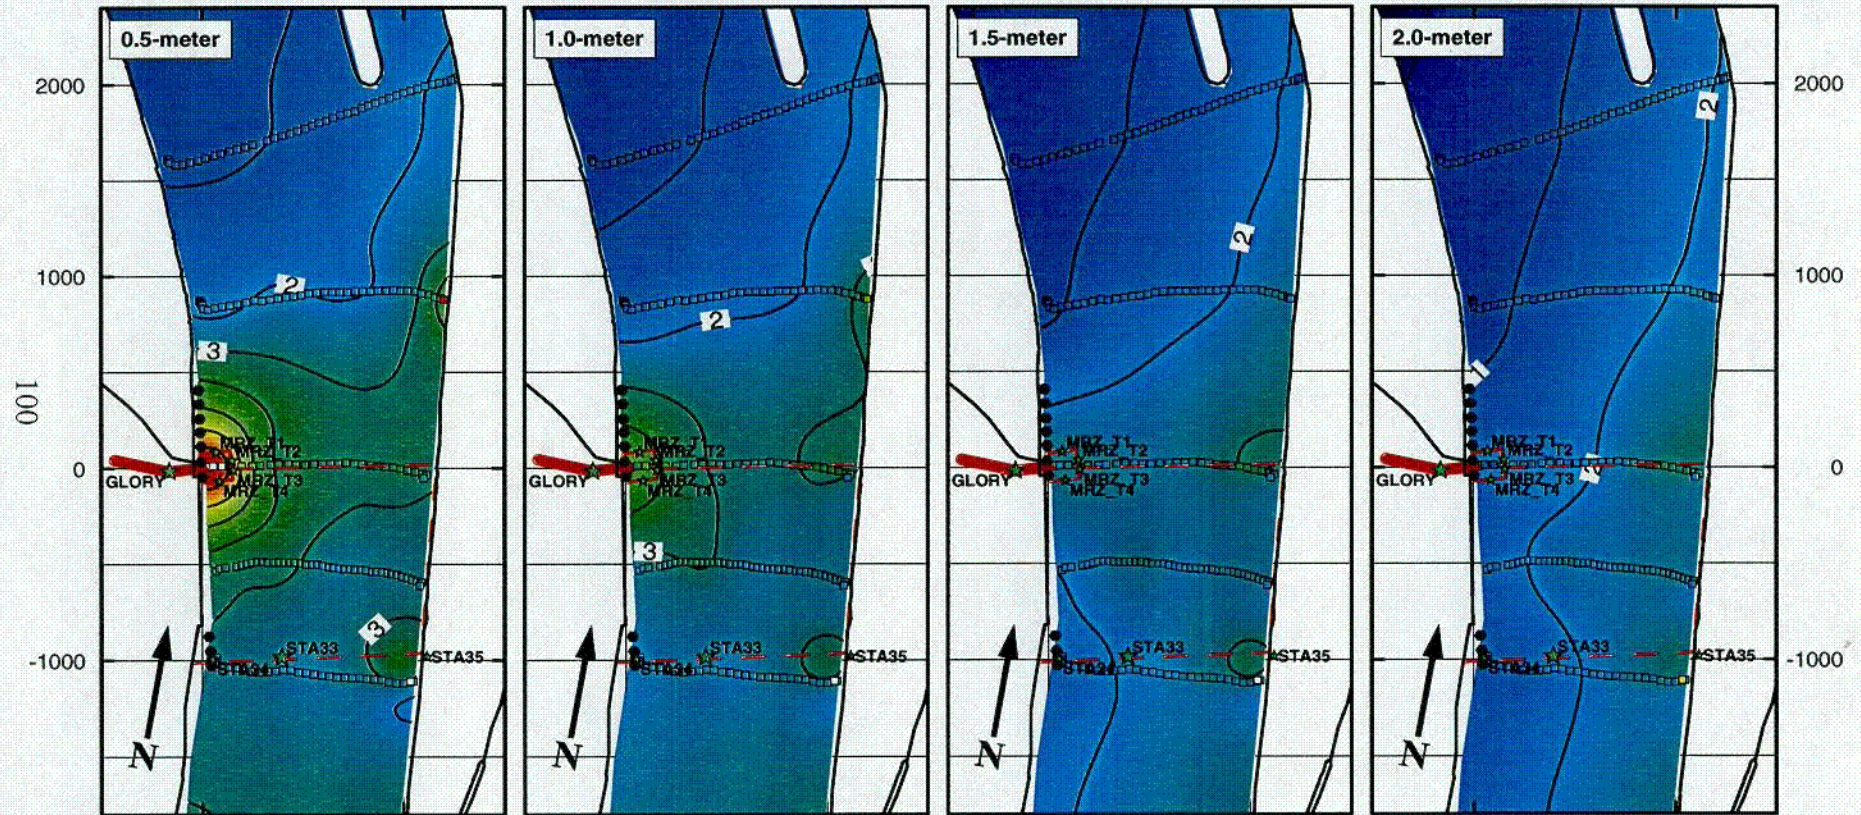 0.5-meter
1.0-meter
1.5-meter
2.0-meter
2000
2000
2
2
1000
1000
2
2
3
1
100
MRZ_T1
MRZ_T2
MRZ_T1
MRZ_T2
MRZ_T1
MRZ_T2
MRZ_T1
MRZ_T2
0
0
GLORY
MRZ_T3
MRZ_T4
MRZ_T3
MRZ_T4
GLORY
MRZ_T3
MRZ_T4
GLORY
MRZ_T3
MRZ_T4
2
3
3
STA33
STA33
STA33
STA33
-1000
STA34
STA35
STA34
STA35
STA34
STA35
STA34
STA35
-1000
N
N
N
N